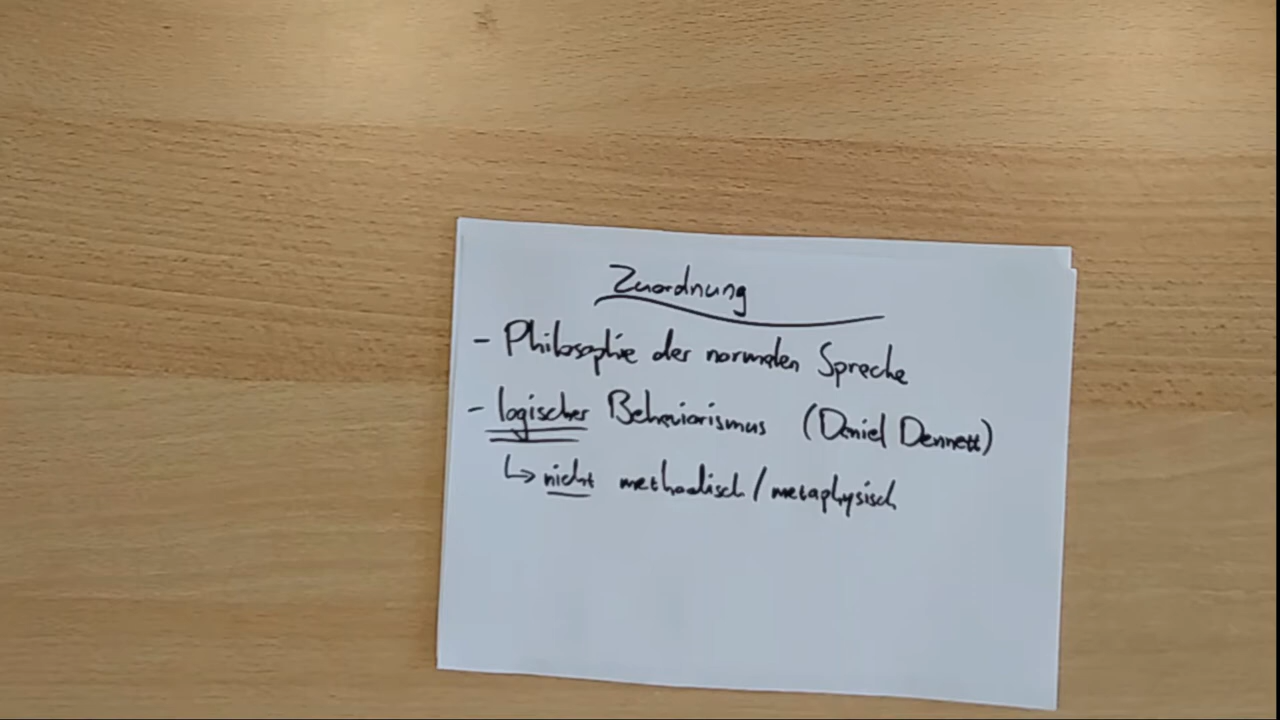 Zuordnung
- Philosophie der normalen Sprache
- logischer Behaviorismus (Daniel Dennett)
↳ nicht methodisch / metaphysisch